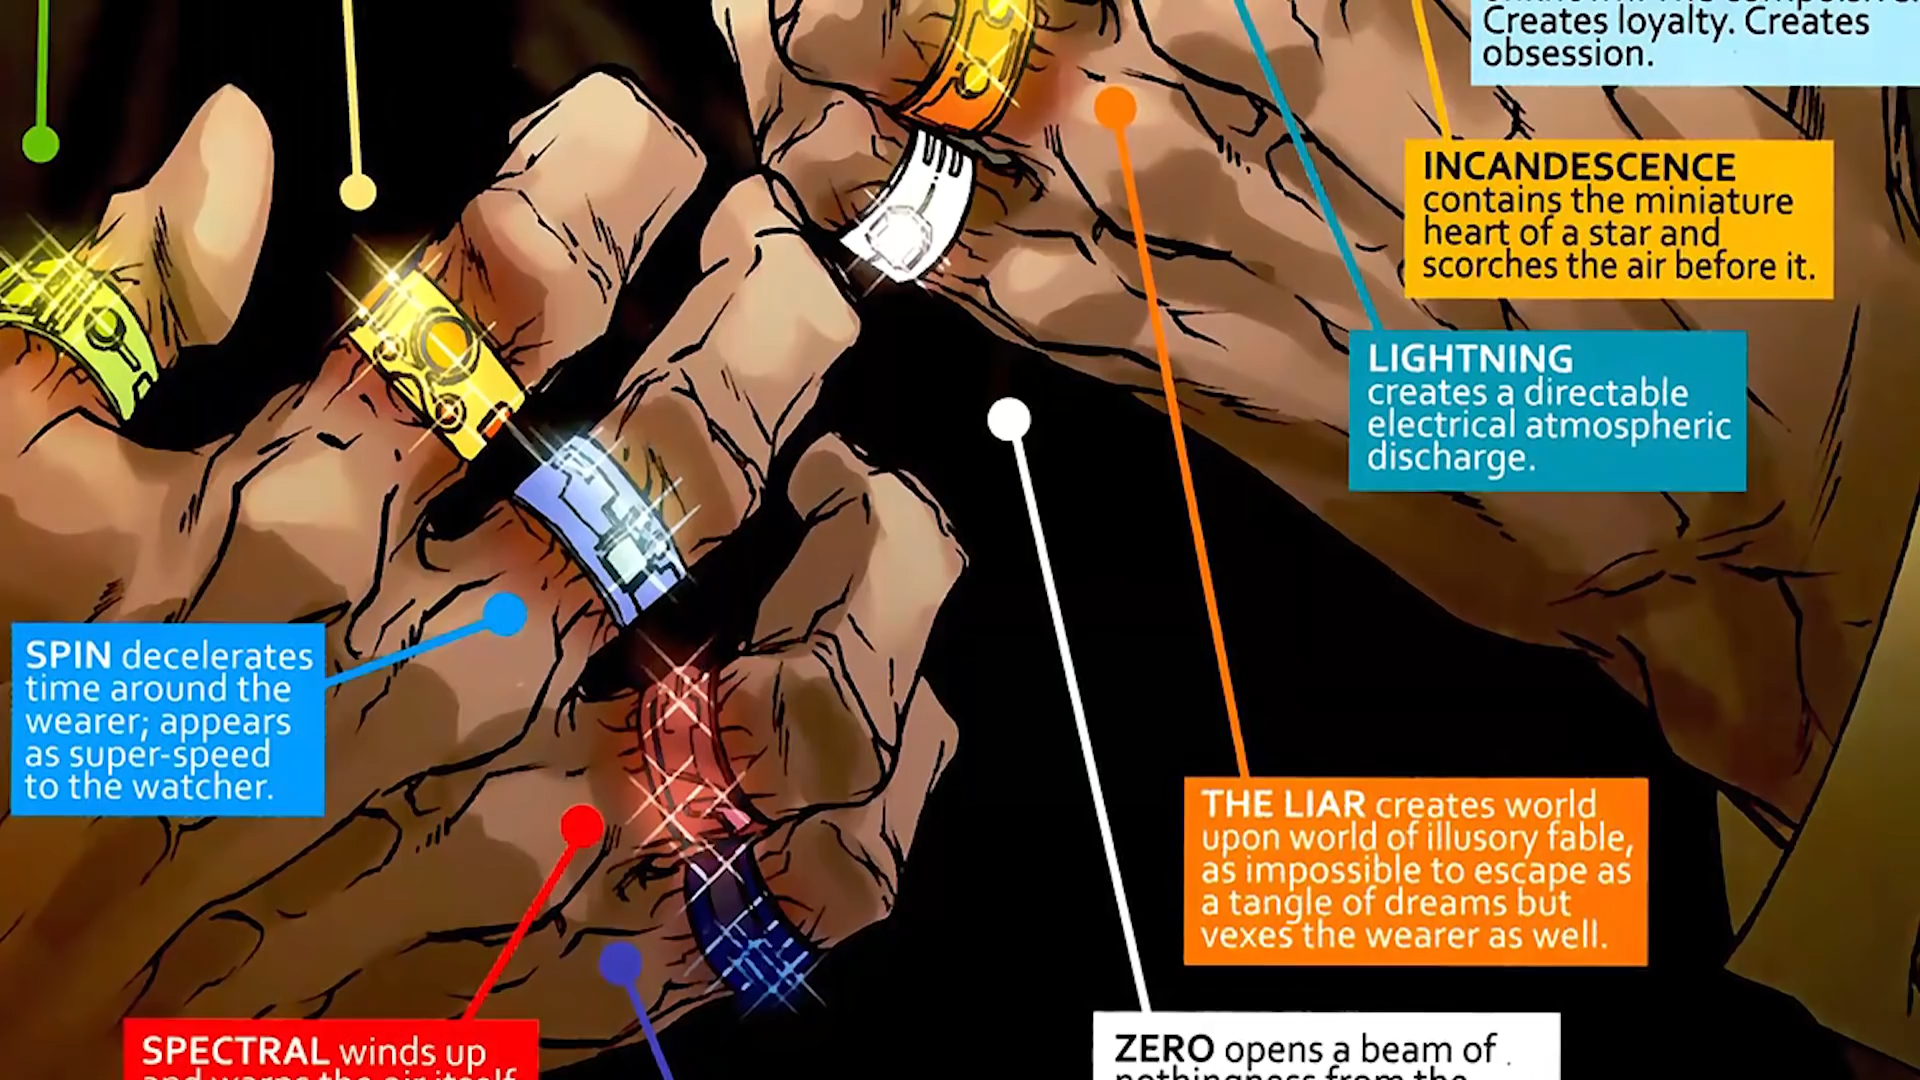 Creates loyalty. Creates
obsession.
INCANDESCENCE
contains the miniature
heart of a star and
scorches the air before it.
LIGHTNING
creates a directable
electrical atmospheric
discharge.
SPIN decelerates
time around the
wearer; appears
as super-speed
to the watcher.
THE LIAR creates world
upon world of illusory fable,
as impossible to escape as
a tangle of dreams but
vexes the wearer as well.
SPECTRAL winds up
ZERO opens a beam of